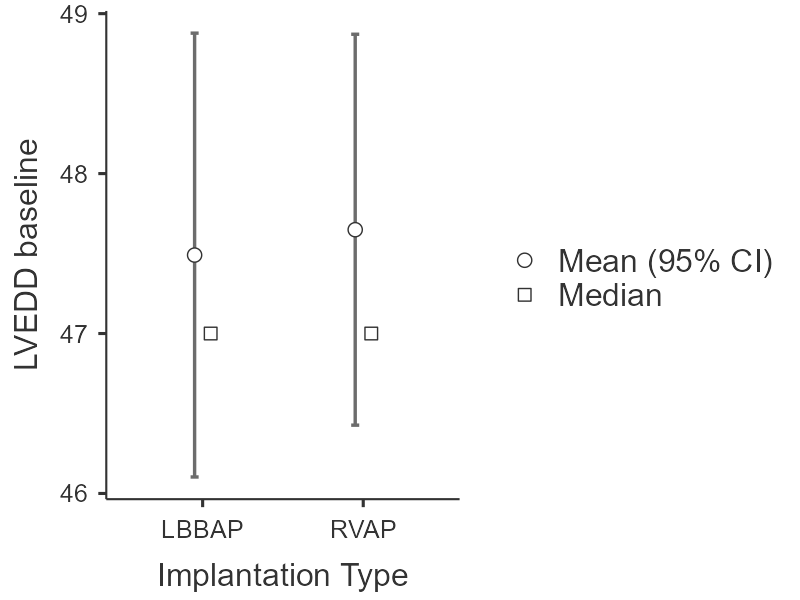 49
48
47
46
LVEDD baseline
LBBAP RVAP
Implantation Type
Mean (95% CI)
Median